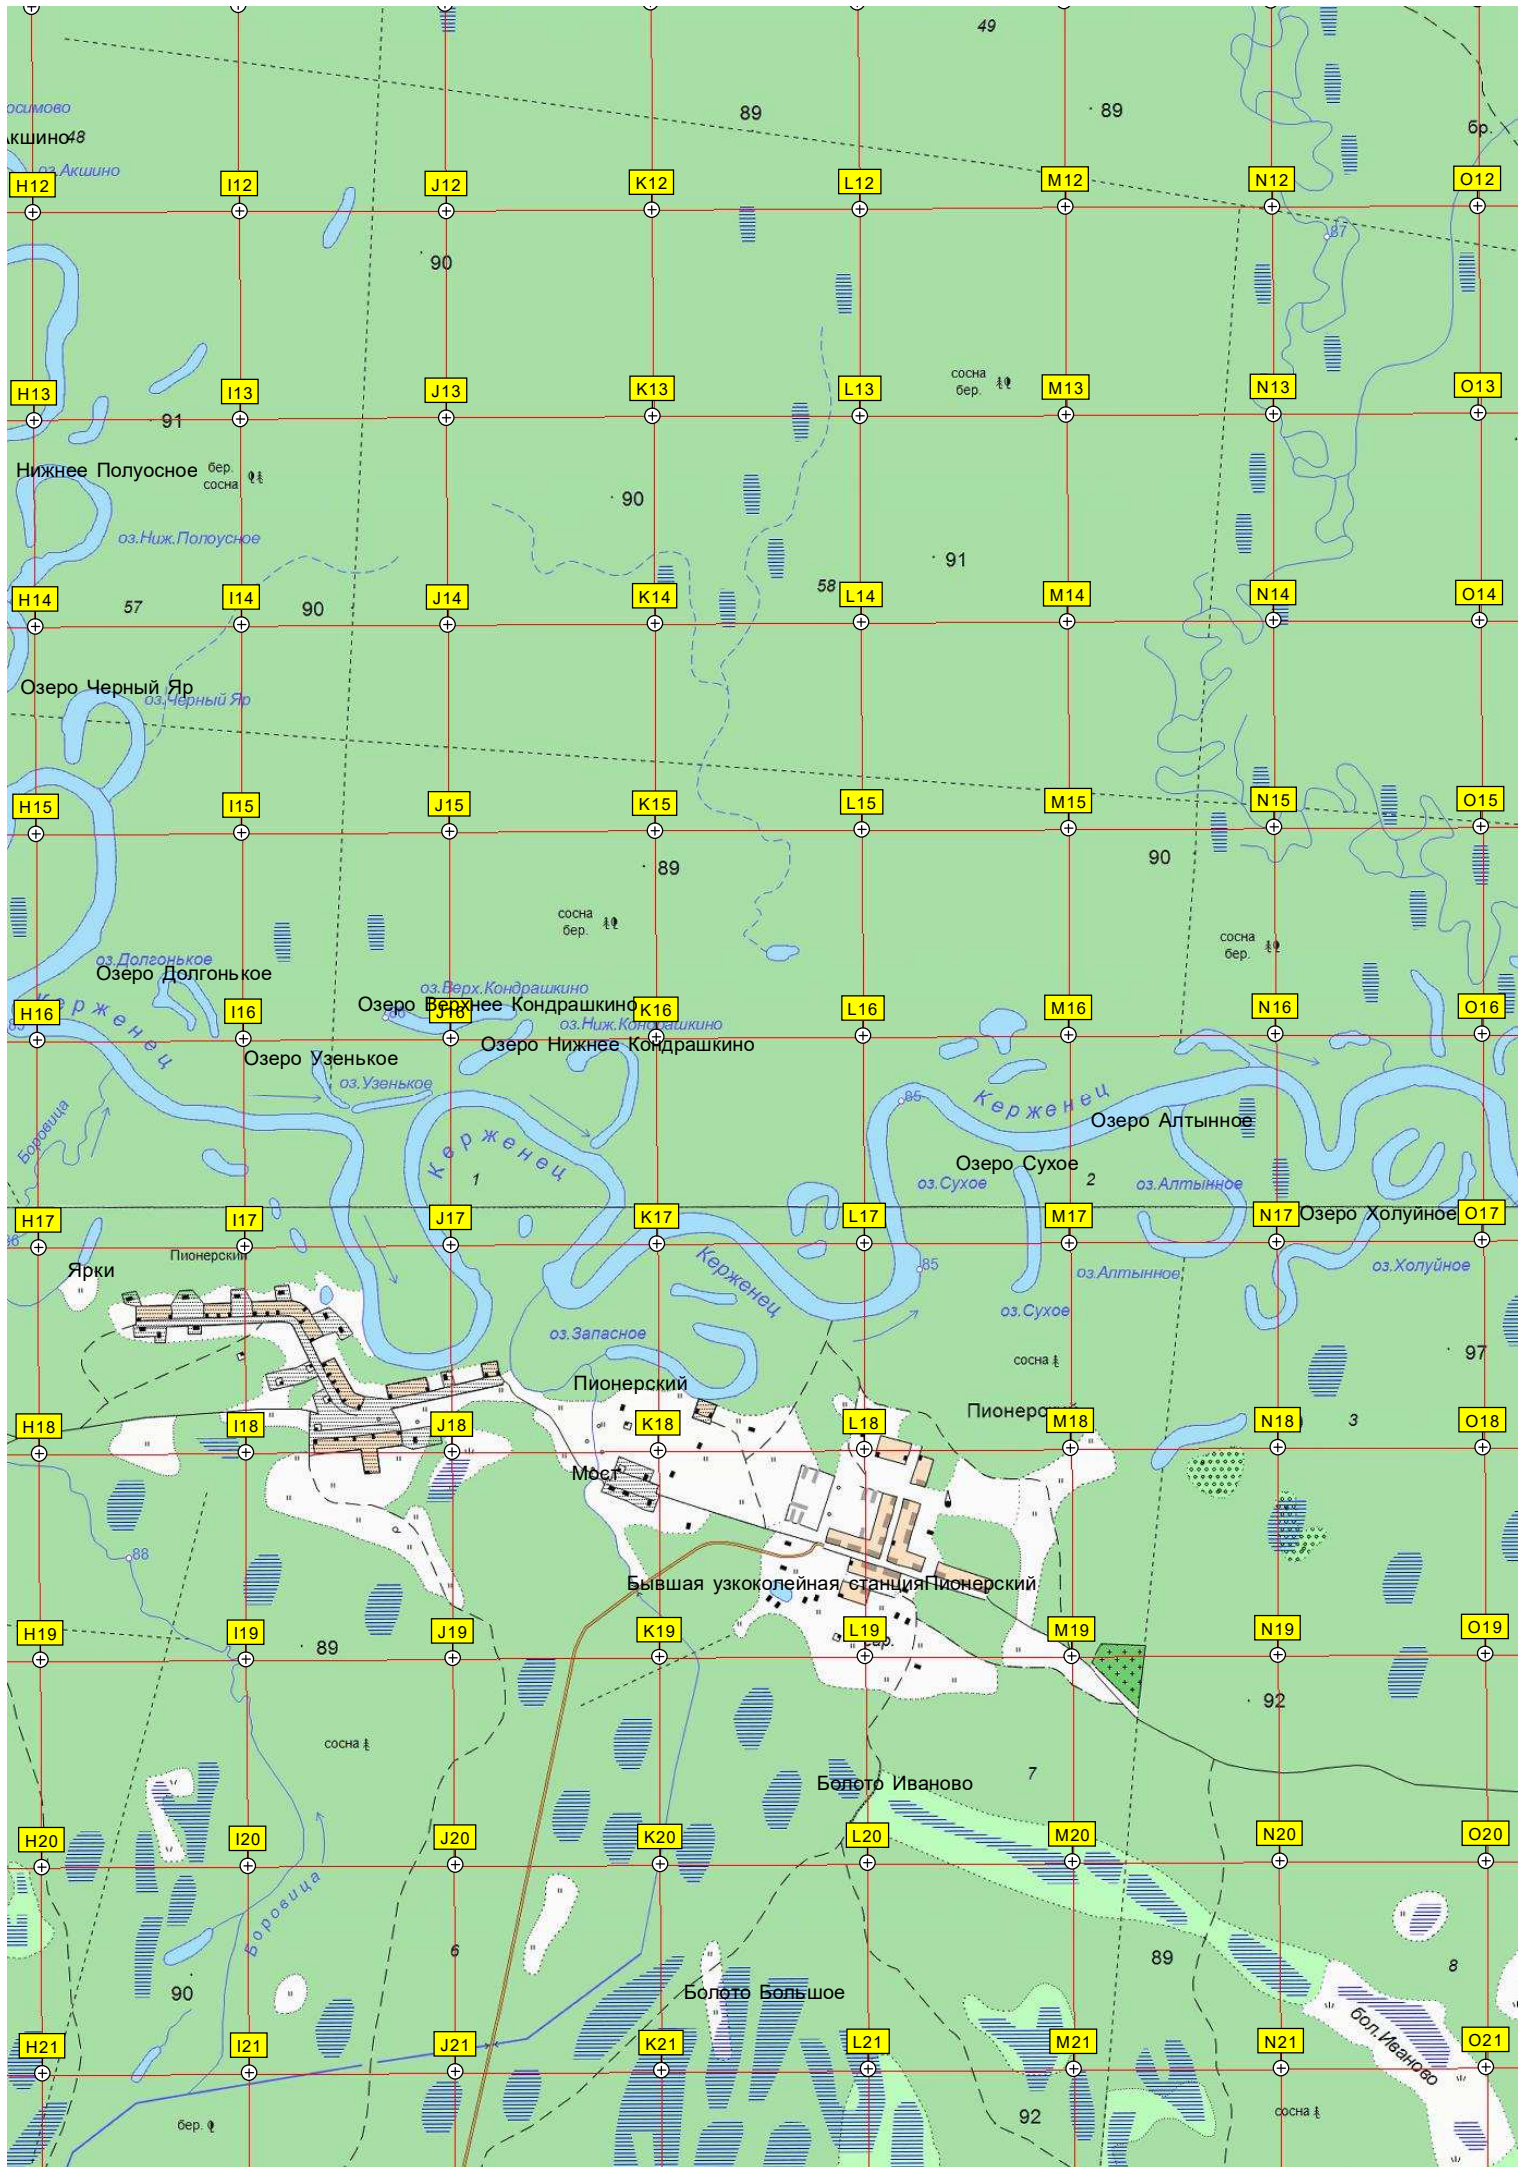 49
89
89
осимово
Акшино
48
бр.
оз.Акшино
H12
I12
J12
K12
L12
M12
N12
O12
87
90
сосна
бер.
H13
I13
J13
K13
L13
M13
N13
O13
91
Нижнее Полуосное
бер.
сосна
90
оз.Ниж.Полоусное
91
58
H14
57
I14
90
J14
K14
L14
M14
N14
O14
Озеро Черный Яр
оз.Черный Яр
H15
I15
J15
K15
L15
M15
N15
O15
90
89
сосна
бер.
сосна
бер.
оз.Долгонькое
Озеро Долгонькое
оз.Верх.Кондрашкино
Озеро Верхнее Кондрашкино
Керженец
H16
I16
86
J16
K16
L16
M16
N16
O16
85
оз.Ниж.Кондрашкино
Озеро Нижнее Кондрашкино
Озеро Узенькое
оз.Узенькое
85
Керженец
Озеро Алтынное
Боровица
Керженец
Озеро Сухое
1
оз.Сухое
2
оз.Алтынное
H17
I17
J17
K17
L17
M17
N17
Озеро Холуйное
O17
86
Пионерский
Ярки
Керженец
85
оз.Алтынное
оз.Холуйное
оз.Сухое
оз.Запасное
сосна
97
Пионерский
H18
I18
J18
K18
L18
Пионерс
M18
N18
3
O18
Мост
88
Бывшая узкоколейная станция
Пионерский
H19
I19
89
J19
K19
L19
M19
N19
O19
92
сосна
7
Болото Иваново
H20
I20
J20
K20
L20
M20
N20
O20
Боровица
6
89
8
90
Болото Большое
бол.Иваново
H21
I21
J21
K21
L21
M21
N21
O21
бер.
92
сосна